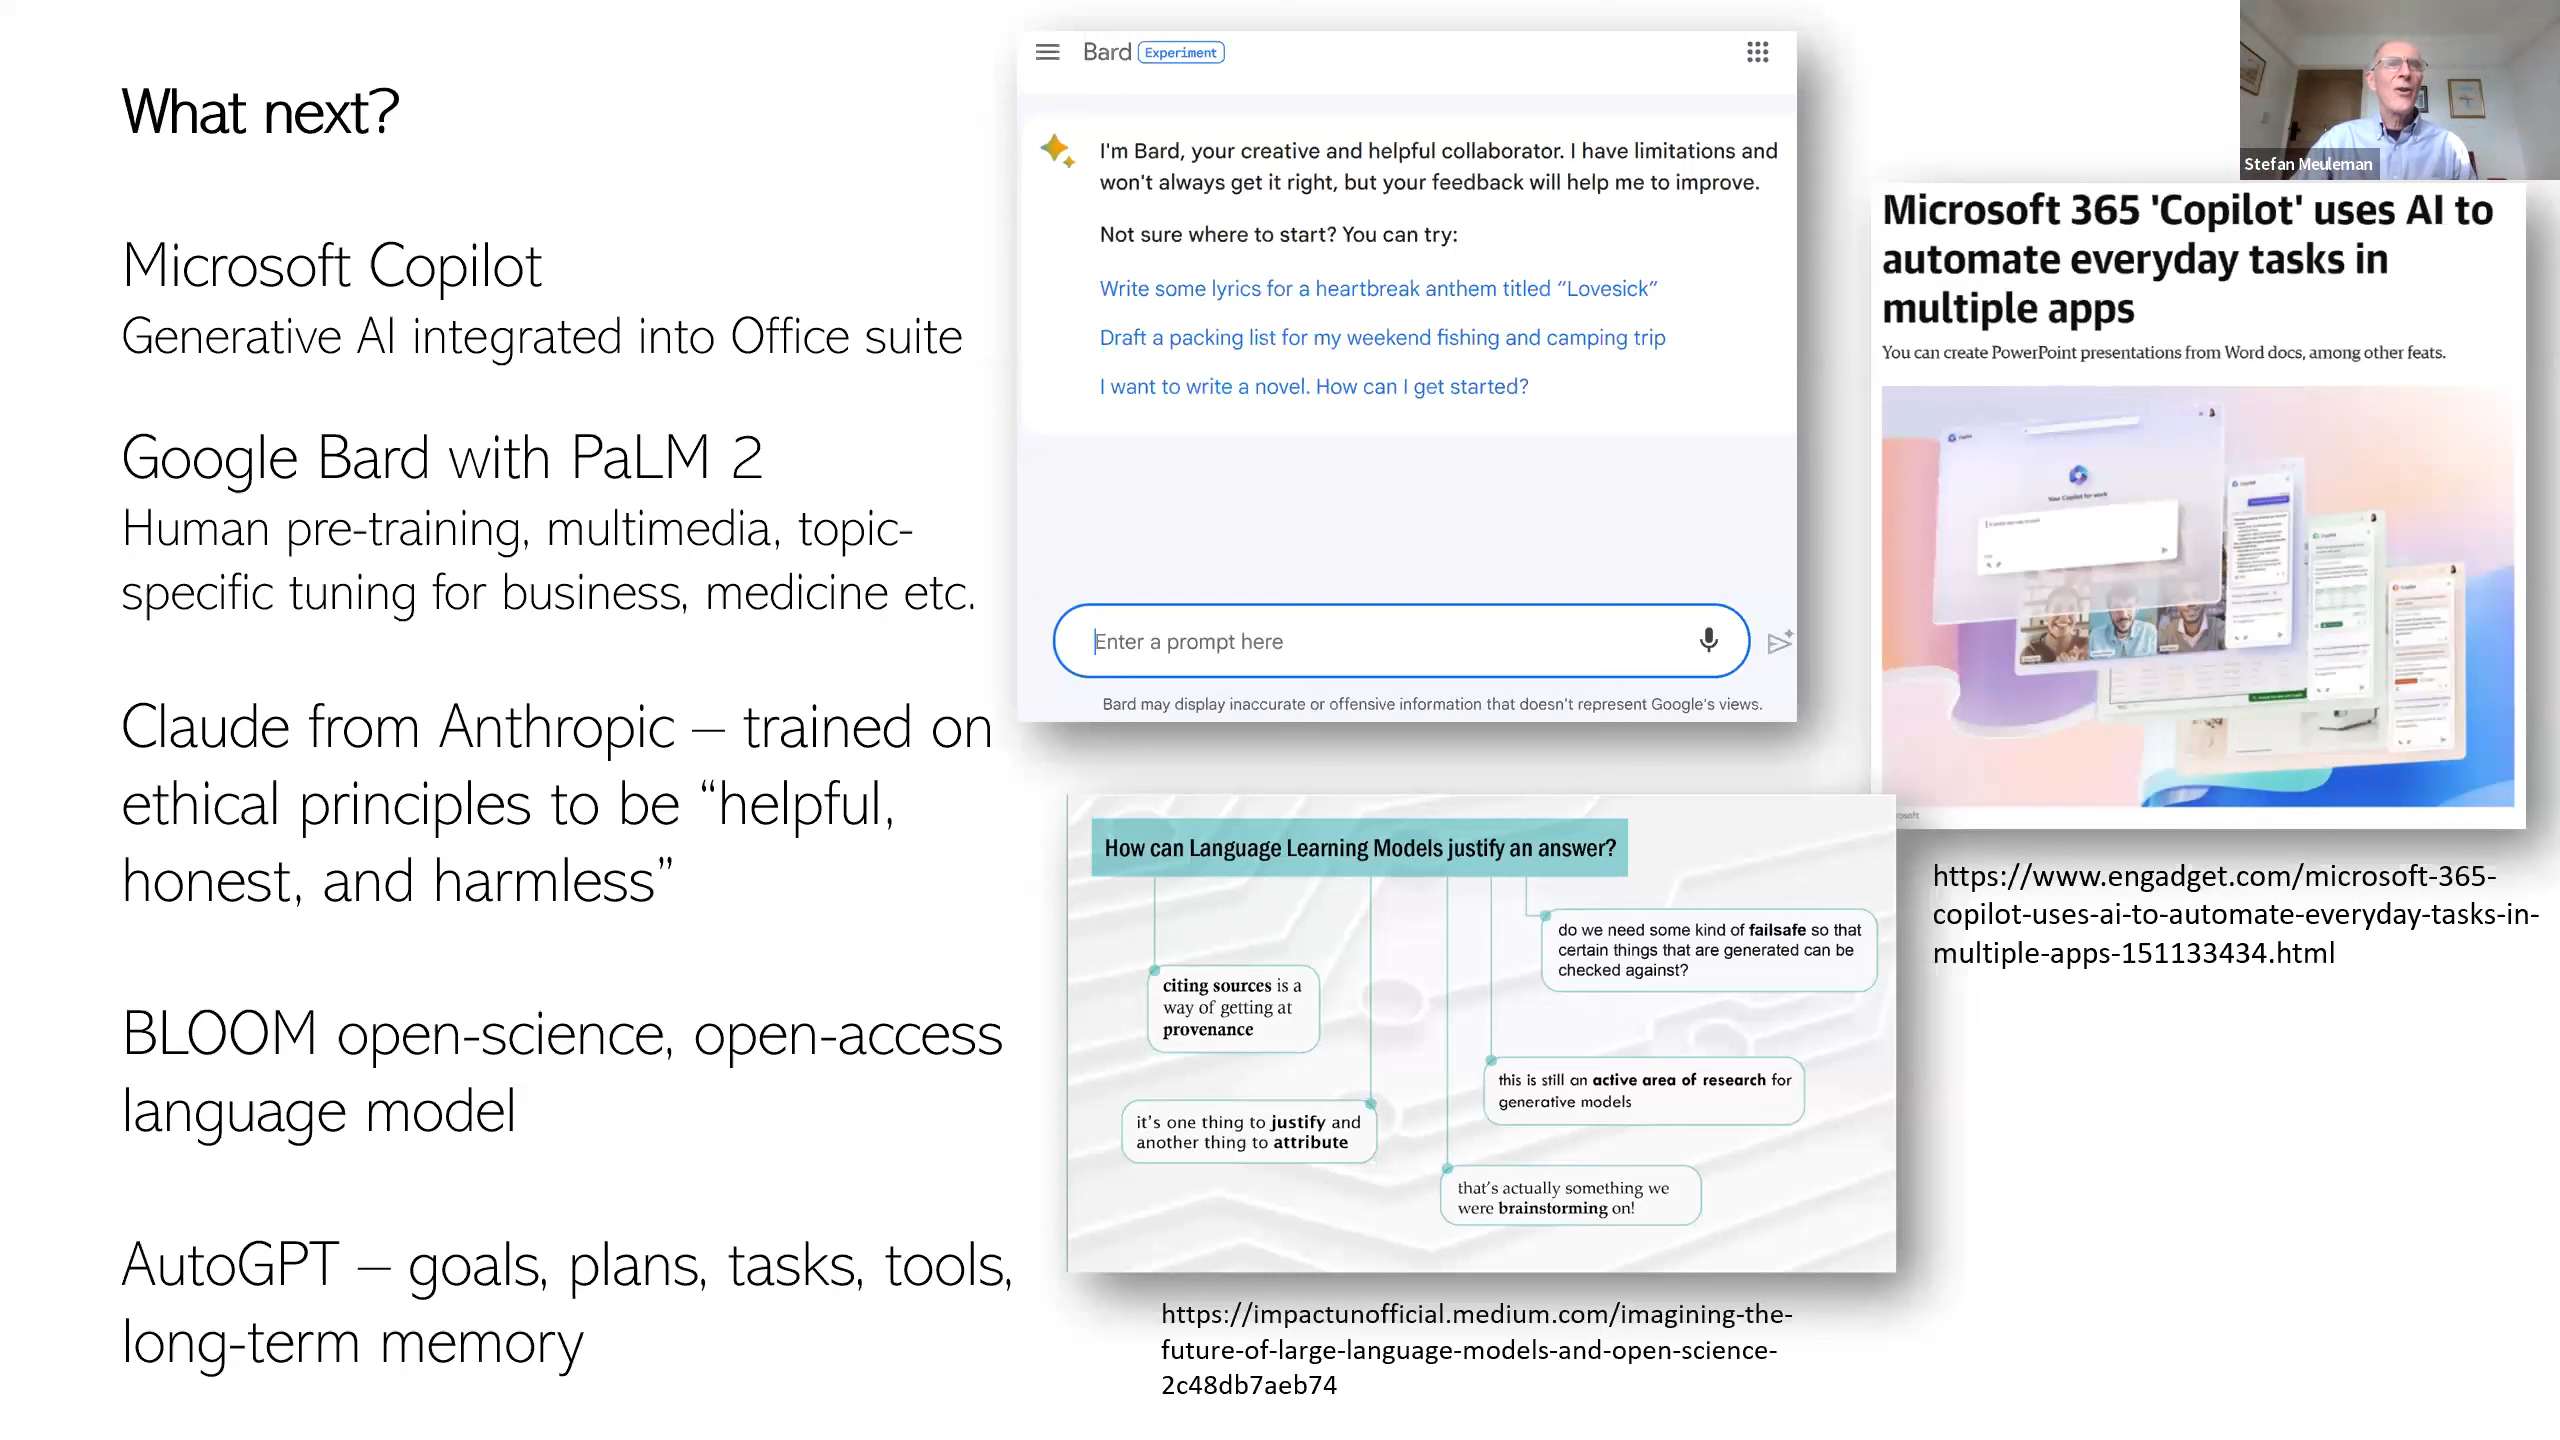 What next?
Microsoft Copilot
Generative AI integrated into Office suite
Google Bard with PaLM 2
Human pre-training, multimedia, topic-
specific tuning for business, medicine etc.
Claude from Anthropic – trained on
ethical principles to be “helpful,
honest, and harmless”
BLOOM open-science, open-access
language model
AutoGPT – goals, plans, tasks, tools,
long-term memory
Bard Experiment
I'm Bard, your creative and helpful collaborator. I have limitations and
won't always get it right, but your feedback will help me to improve.
Not sure where to start? You can try:
Write some lyrics for a heartbreak anthem titled “Lovesick”
Draft a packing list for my weekend fishing and camping trip
I want to write a novel. How can I get started?
Enter a prompt here
Bard may display inaccurate or offensive information that doesn't represent Google's views.
How can Language Learning Models justify an answer?
do we need some kind of failsafe so that
certain things that are generated can be
checked against?
citing sources is a
way of getting at
provenance
this is still an active area of research for
generative models
it's one thing to justify and
another thing to attribute
that's actually something we
were brainstorming on!
https://impactunofficial.medium.com/imagining-the-
future-of-large-language-models-and-open-science-
2c48db7aeb74
Stefan Meuleman
Microsoft 365 'Copilot' uses AI to
automate everyday tasks in
multiple apps
You can create PowerPoint presentations from Word docs, among other feats.
Your Copilot for work
https://www.engadget.com/microsoft-365-
copilot-uses-ai-to-automate-everyday-tasks-in-
multiple-apps-151133434.html